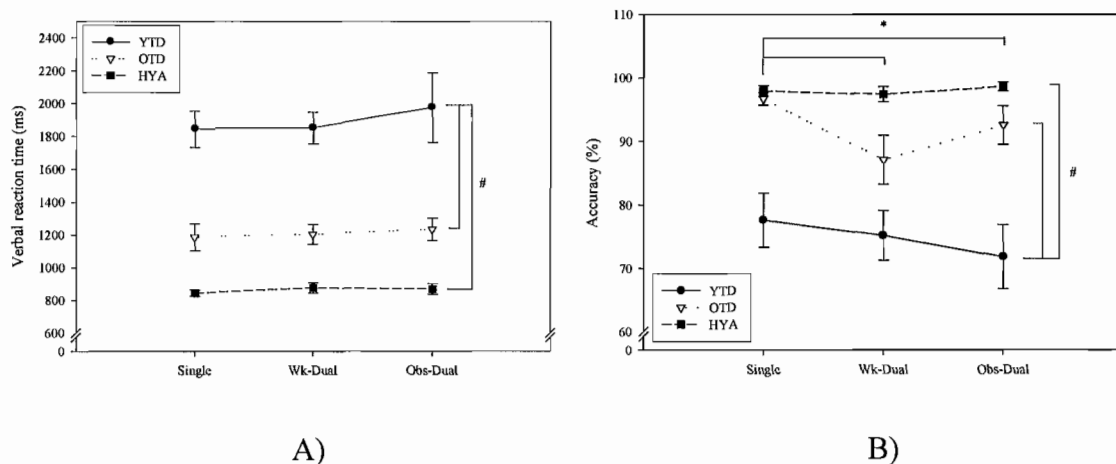 2400
2200
2000
1800
1600
1400
1200
1000
800
600
0
Verbal reaction time (ms)
YTD
OTD
HYA
#
Single Wk-Dual Obs-Dual
A)
110
100
90
80
70
60
0
Accuracy (%)
*
#
YTD
OTD
HYA
Single Wk-Dual Obs-Dual
B)